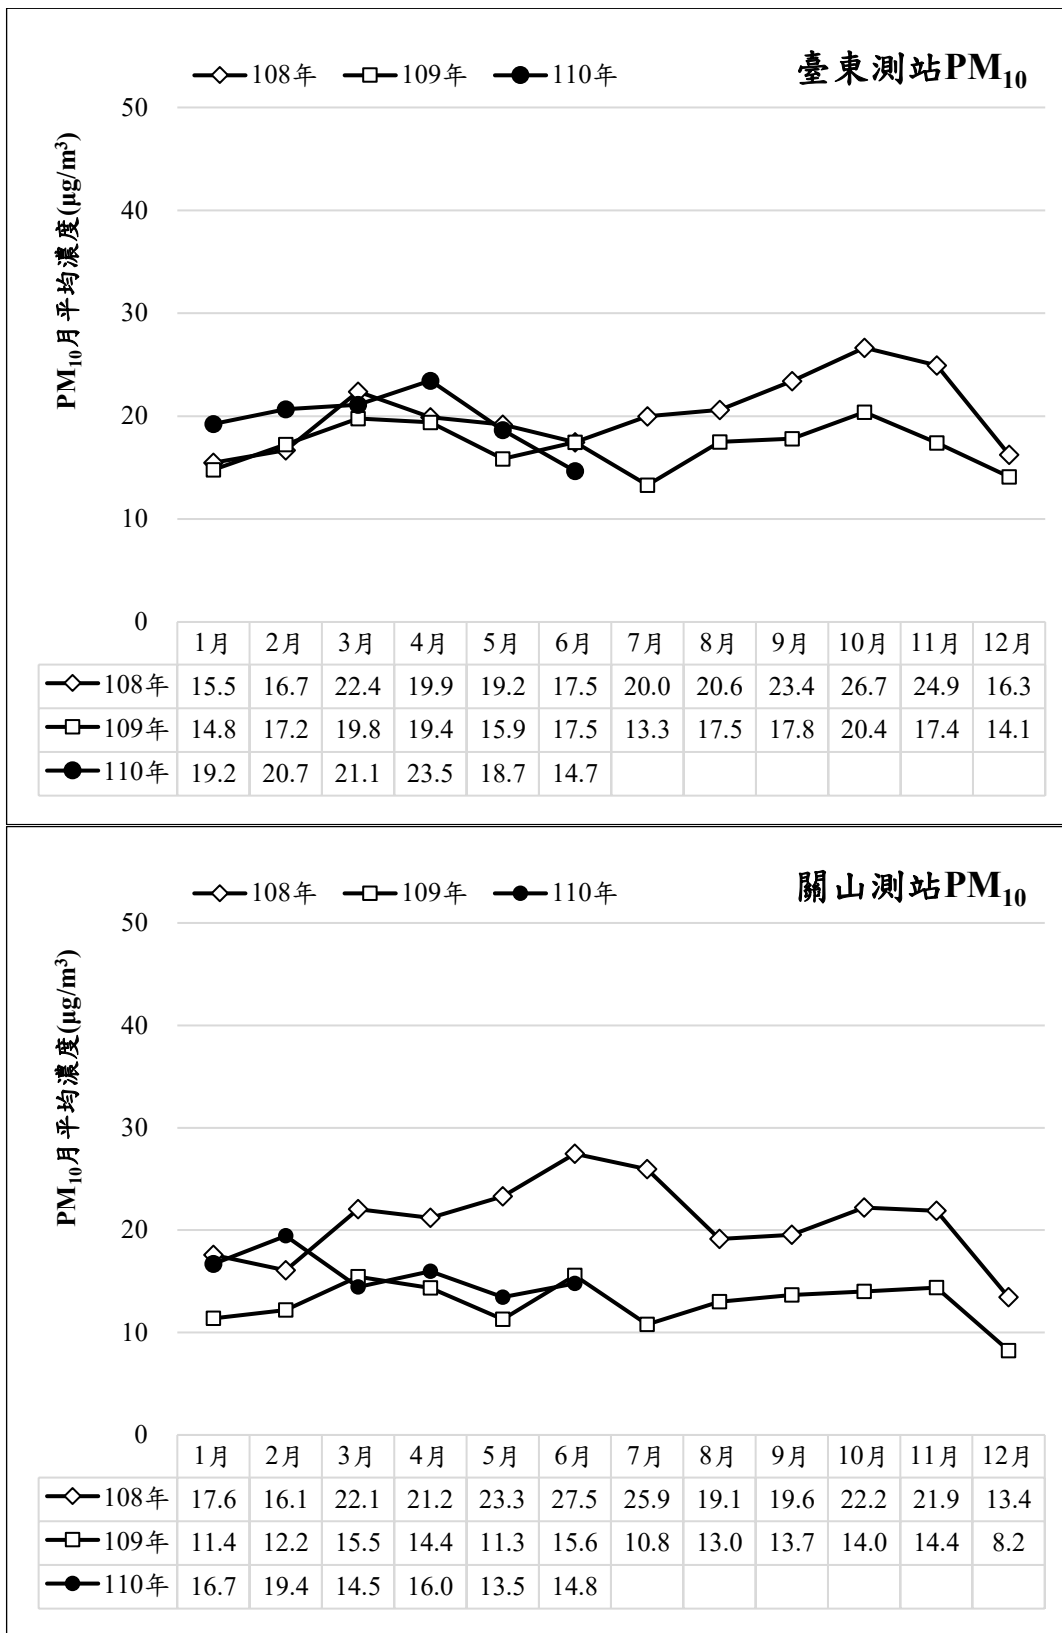 108年 109年 110年
臺東測站PM10
PM10月平均濃度(μg/m³)
50
40
30
20
10
0
1月 2月 3月 4月 5月 6月 7月 8月 9月 10月 11月 12月
108年 15.5 16.7 22.4 19.9 19.2 17.5 20.0 20.6 23.4 26.7 24.9 16.3
109年 14.8 17.2 19.8 19.4 15.9 17.5 13.3 17.5 17.8 20.4 17.4 14.1
110年 19.2 20.7 21.1 23.5 18.7 14.7
108年 109年 110年
關山測站PM10
PM10月平均濃度(μg/m³)
50
40
30
20
10
0
1月 2月 3月 4月 5月 6月 7月 8月 9月 10月 11月 12月
108年 17.6 16.1 22.1 21.2 23.3 27.5 25.9 19.1 19.6 22.2 21.9 13.4
109年 11.4 12.2 15.5 14.4 11.3 15.6 10.8 13.0 13.7 14.0 14.4 8.2
110年 16.7 19.4 14.5 16.0 13.5 14.8